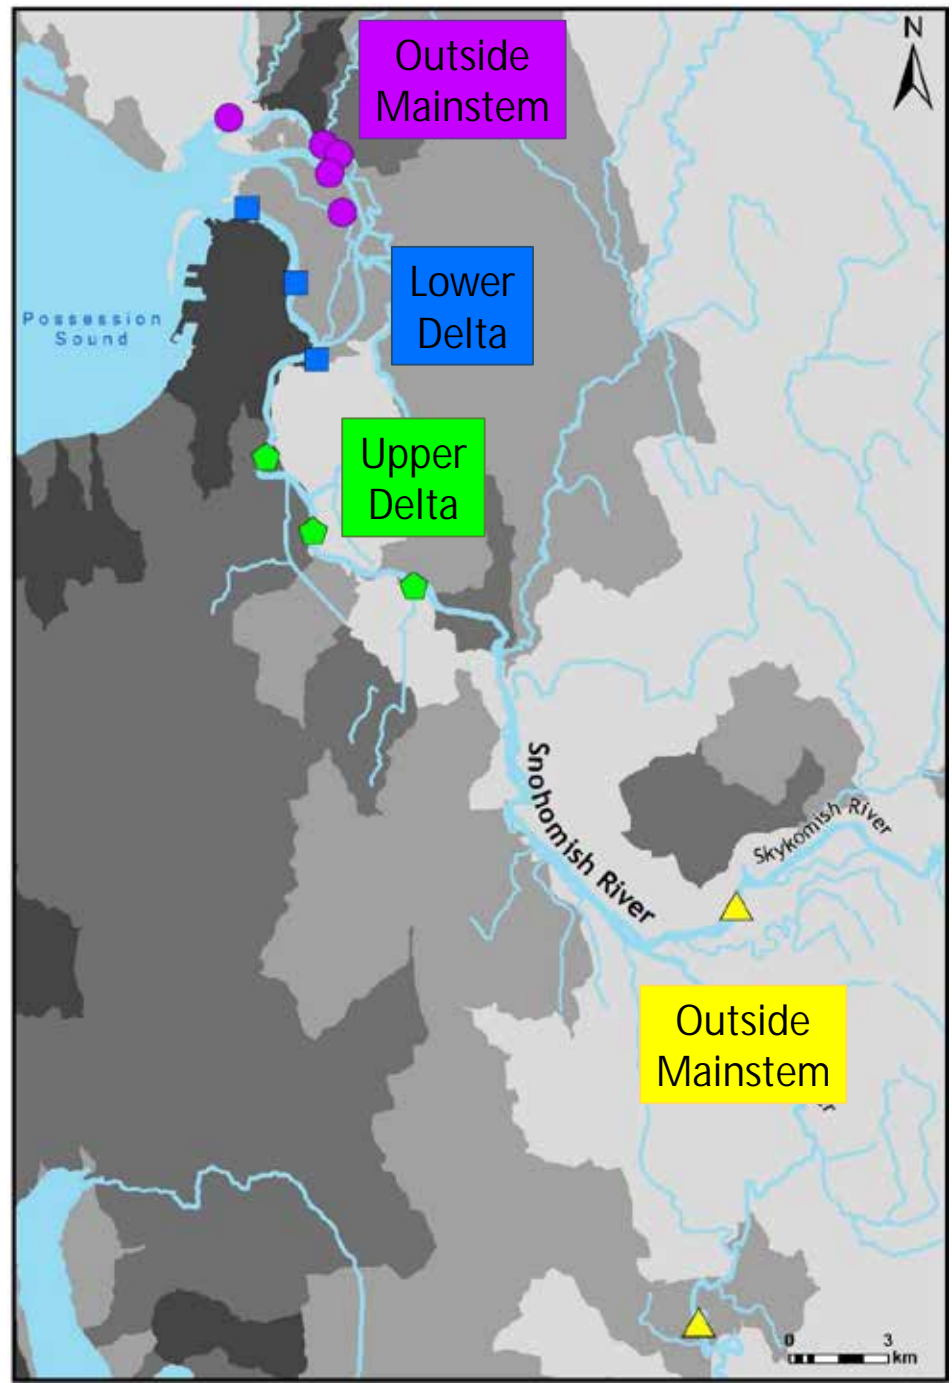 N
Outside
Mainstem
Lower
Delta
Possession
Sound
Upper
Delta
Snohomish River
Skykomish River
Outside
Mainstem
0 3
km